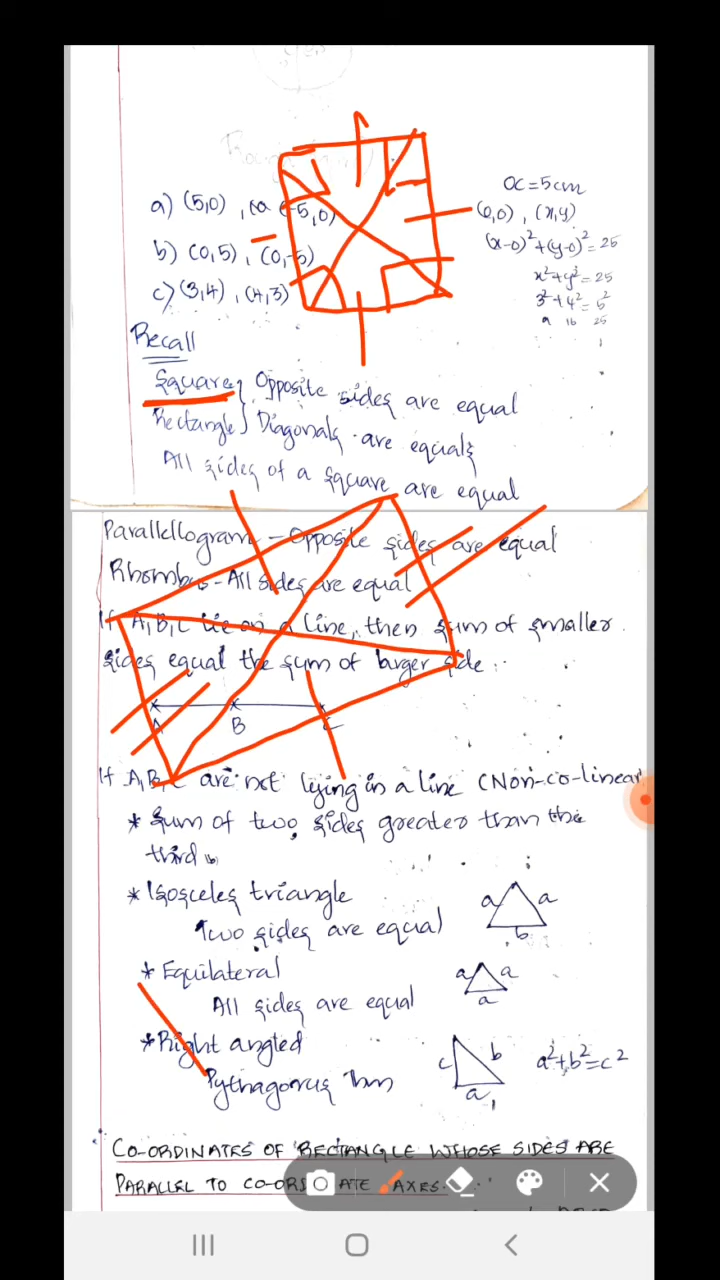 a) (5,0) , (-5,0)
b) (0,5) , (0,-5)
c) (3,4) , (4,3)
OC=5cm
(0,0) , (x,y)
(x-0)²+(y-0)²=25
x²+y²=25
3²+4²=5²
9 16 25
Recall
Square } Opposite sides are equal
Rectangle } Diagonals are equal
All sides of a square are equal
Parallellogram - Opposite sides are equal
Rhombus - All sides are equal
If A,B,C lie on a line, then sum of smaller
sides equal the sum of larger side.
A B C
If A,B,C are not lying in a line (Non-co-linear
* Sum of two sides greater than the
third
* Isosceles triangle
Two sides are equal
a a
b
* Equilateral
All sides are equal
a a
a
* Right angled
Pythagorus Thm
c b
a
a²+b²=c²
CO-ORDINATES OF RECTANGLE WHOSE SIDES ARE
PARALLEL TO CO-ORDINATE AXES.